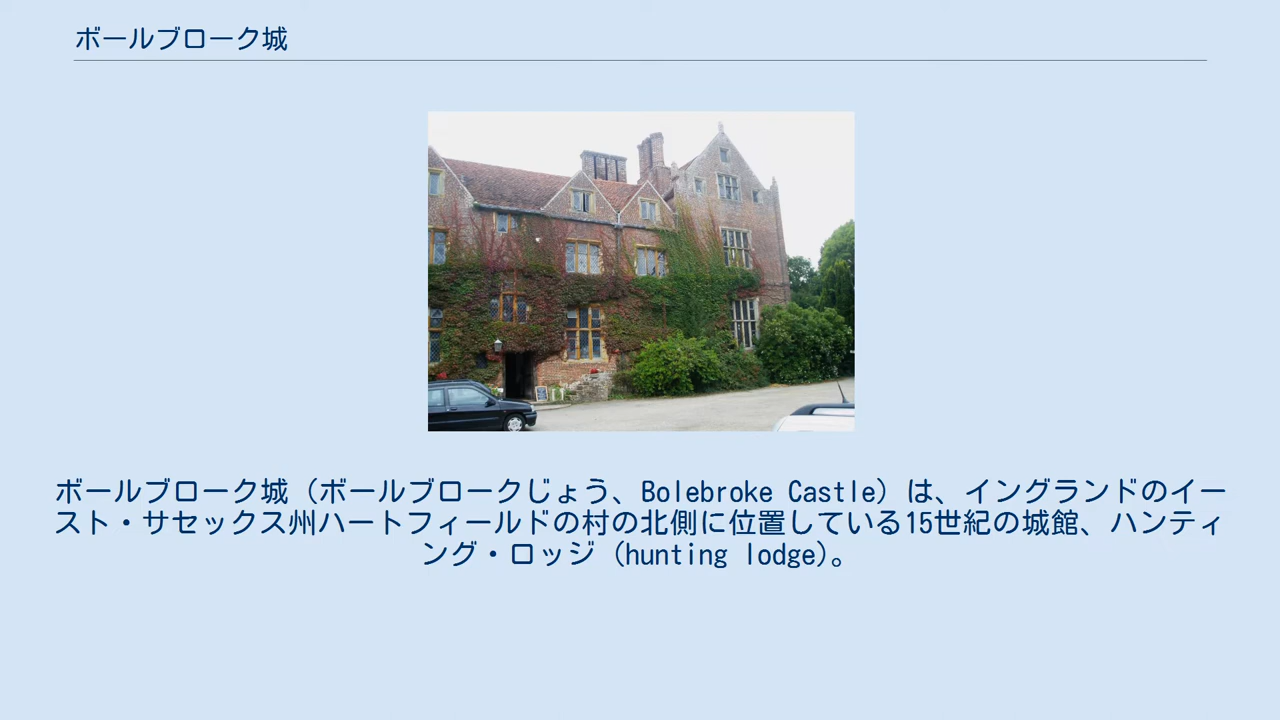 ボールブローク城
ボールブローク城（ボールブロークじょう、Bolebroke Castle）は、イングランドのイー
スト・サセックス州ハートフィールドの村の北側に位置している15世紀の城館、ハンティ
ング・ロッジ（hunting lodge）。